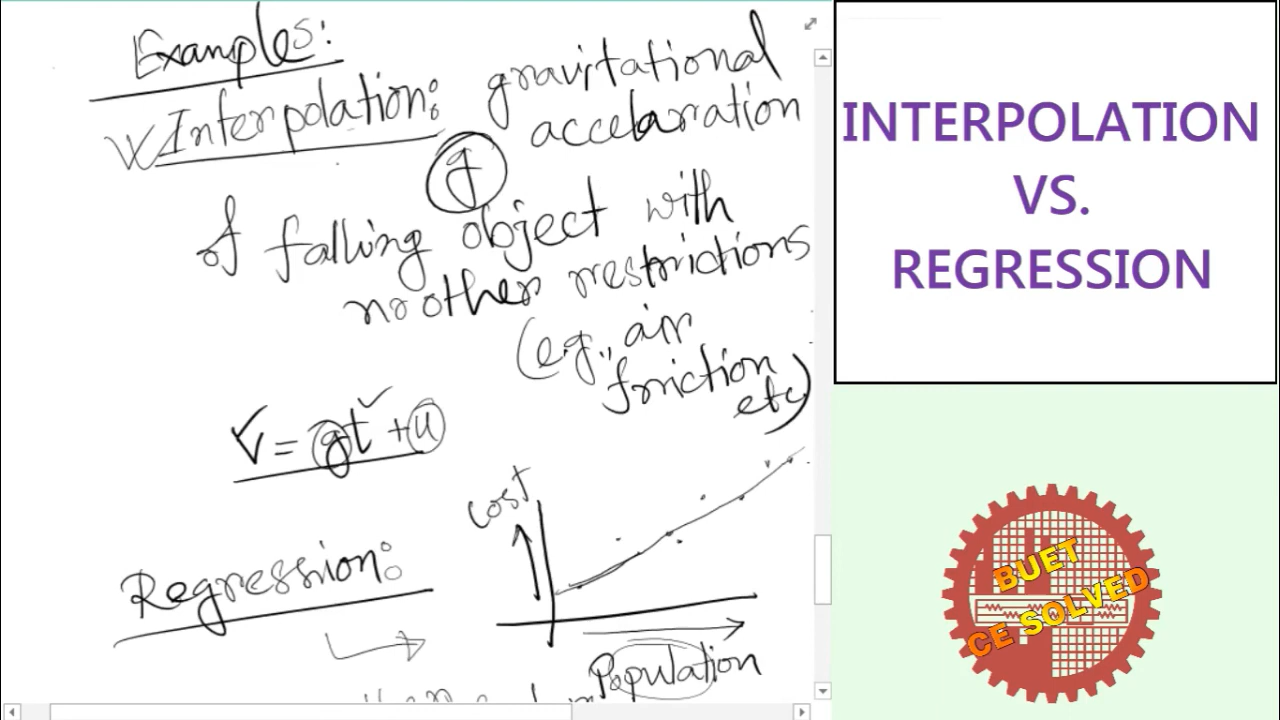 Examples:
Interpolation: gravitational
accelarration
g
of falling object with
no other restrictions
(e.g., air
friction
etc)
V = gt + u
cost
Regression:
Population
INTERPOLATION
VS.
REGRESSION
BUET
CE SOLVED